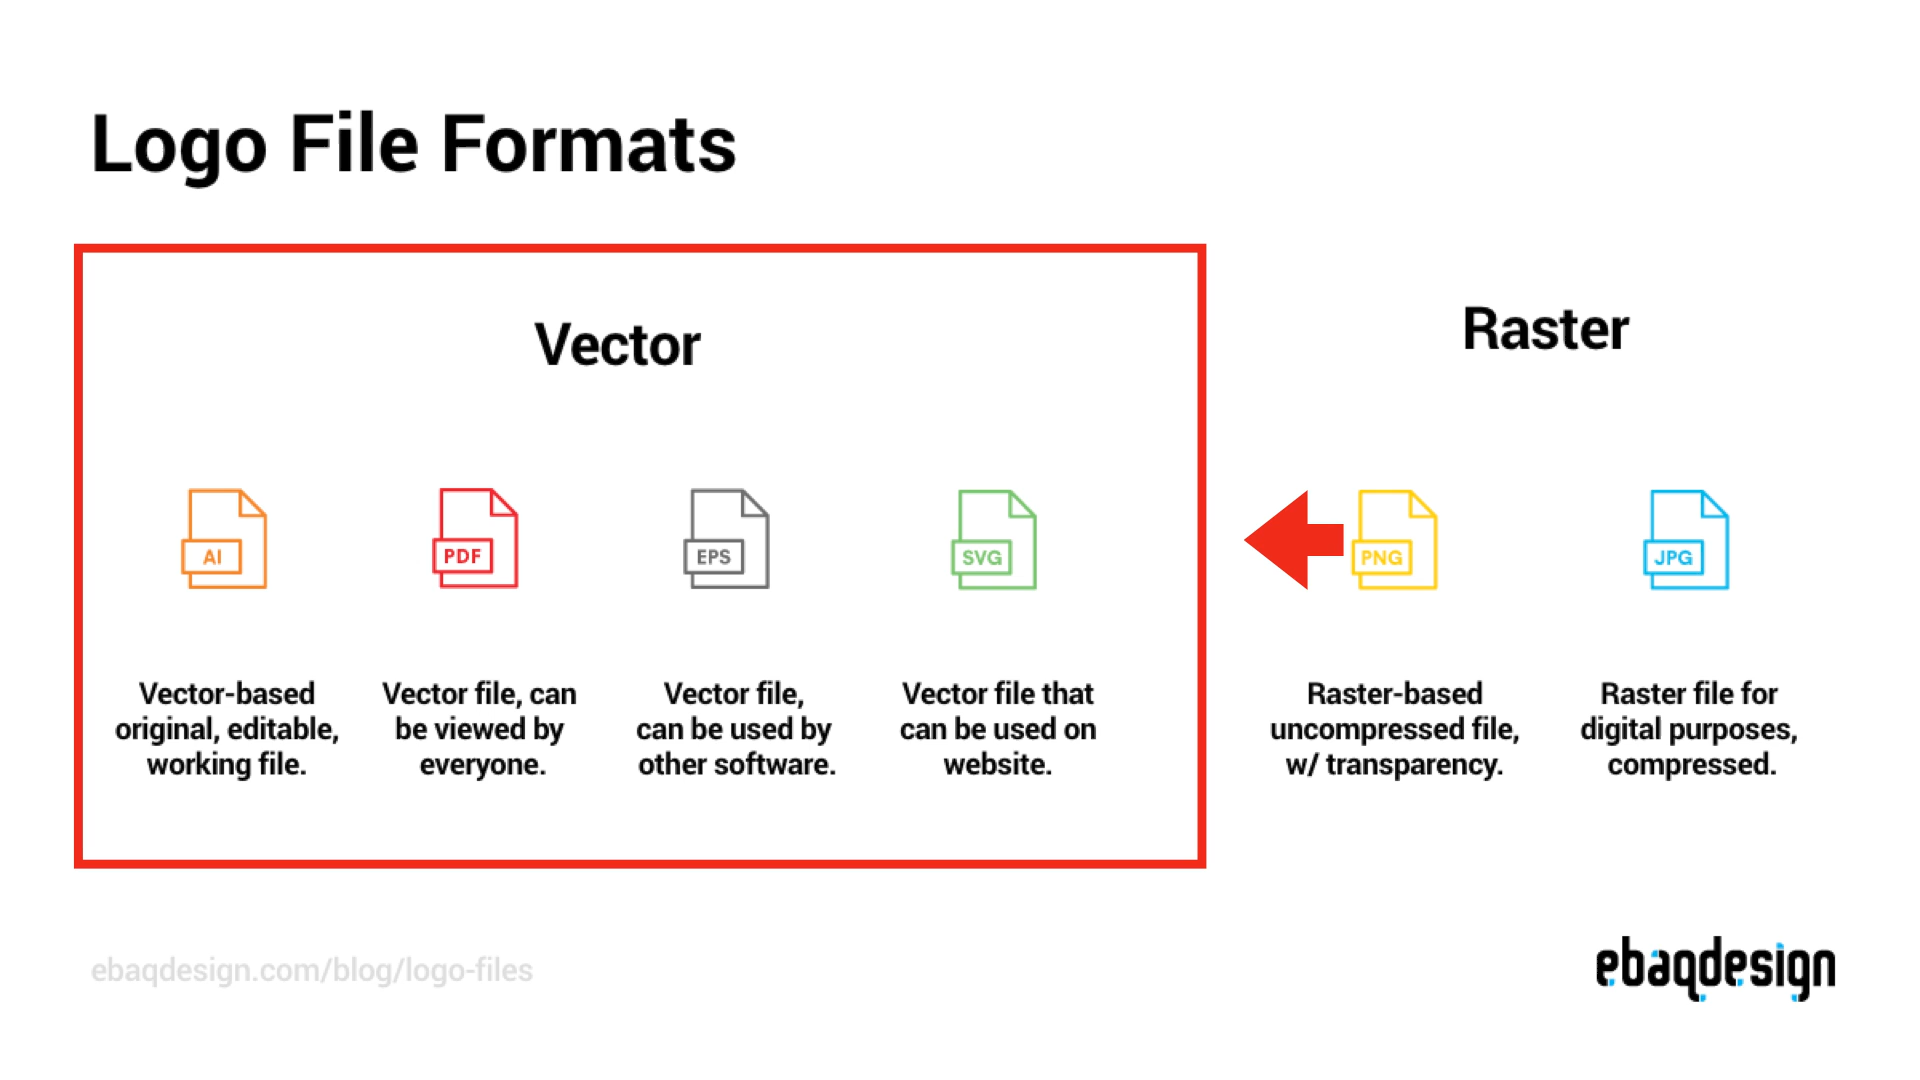 Logo File Formats
Vector
Raster
AI
PDF
EPS
SVG
PNG
JPG
Vector-based
original, editable,
working file.
Vector file, can
be viewed by
everyone.
Vector file,
can be used by
other software.
Vector file that
can be used on
website.
Raster-based
uncompressed file,
w/ transparency.
Raster file for
digital purposes,
compressed.
ebaqdesign.com/blog/logo-files
ebaqdesign